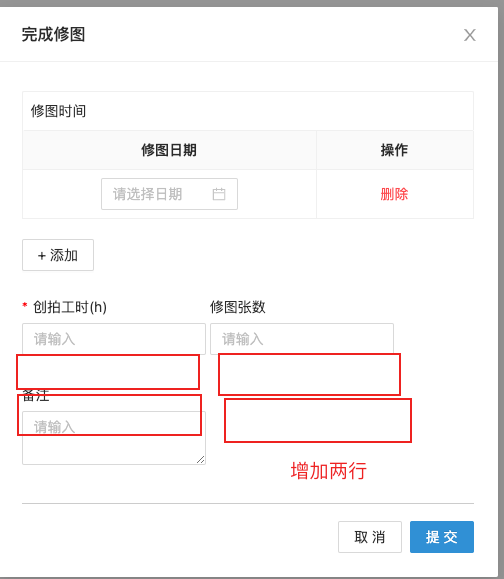 完成修图
修图时间
修图日期 操作
请选择日期 删除
+ 添加
* 创拍工时(h) 修图张数
请输入 请输入
备注
请输入
增加两行
取 消 提 交